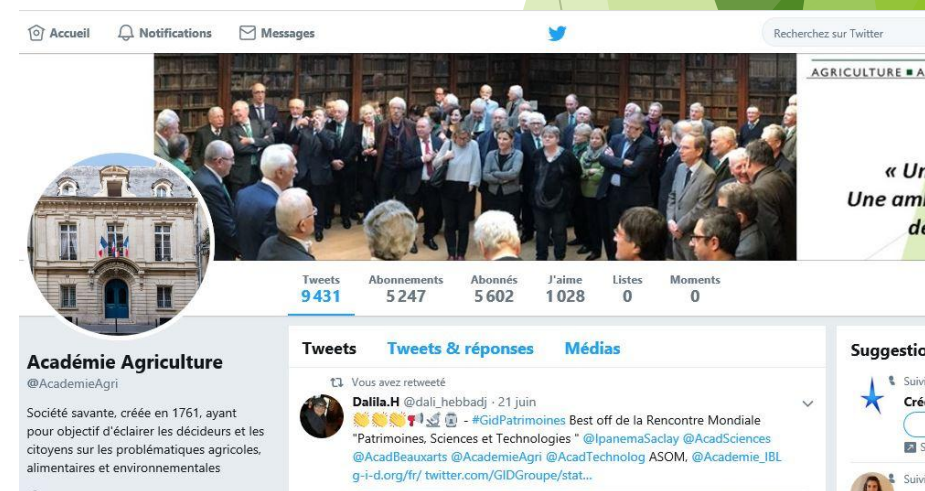 Accueil Notifications Messages Recherchez sur Twitter
AGRICULTURE ■ A
« Un
Une am
Tweets Abonnements Abonnés J'aime Listes Moments
9 431 5 247 5 602 1 028 0 0
Tweets Tweets & réponses Médias
Académie Agriculture
@AcademieAgri
Société savante, créée en 1761, ayant
pour objectif d'éclairer les décideurs et les
citoyens sur les problématiques agricoles,
alimentaires et environnementales
Vous avez retweeté
Dalila.H @dali_hebbadj · 21 juin
- #GidPatrimoines Best off de la Rencontre Mondiale
"Patrimoines, Sciences et Technologies " @IpanemaSaclay @AcadSciences
@AcadBeauxarts @AcademieAgri @AcadTechnolog ASOM, @Academie_IBL
g-i-d.org/fr/ twitter.com/GIDGroupe/stat...
Suggestio
Suivi
Cré
S
Suivi